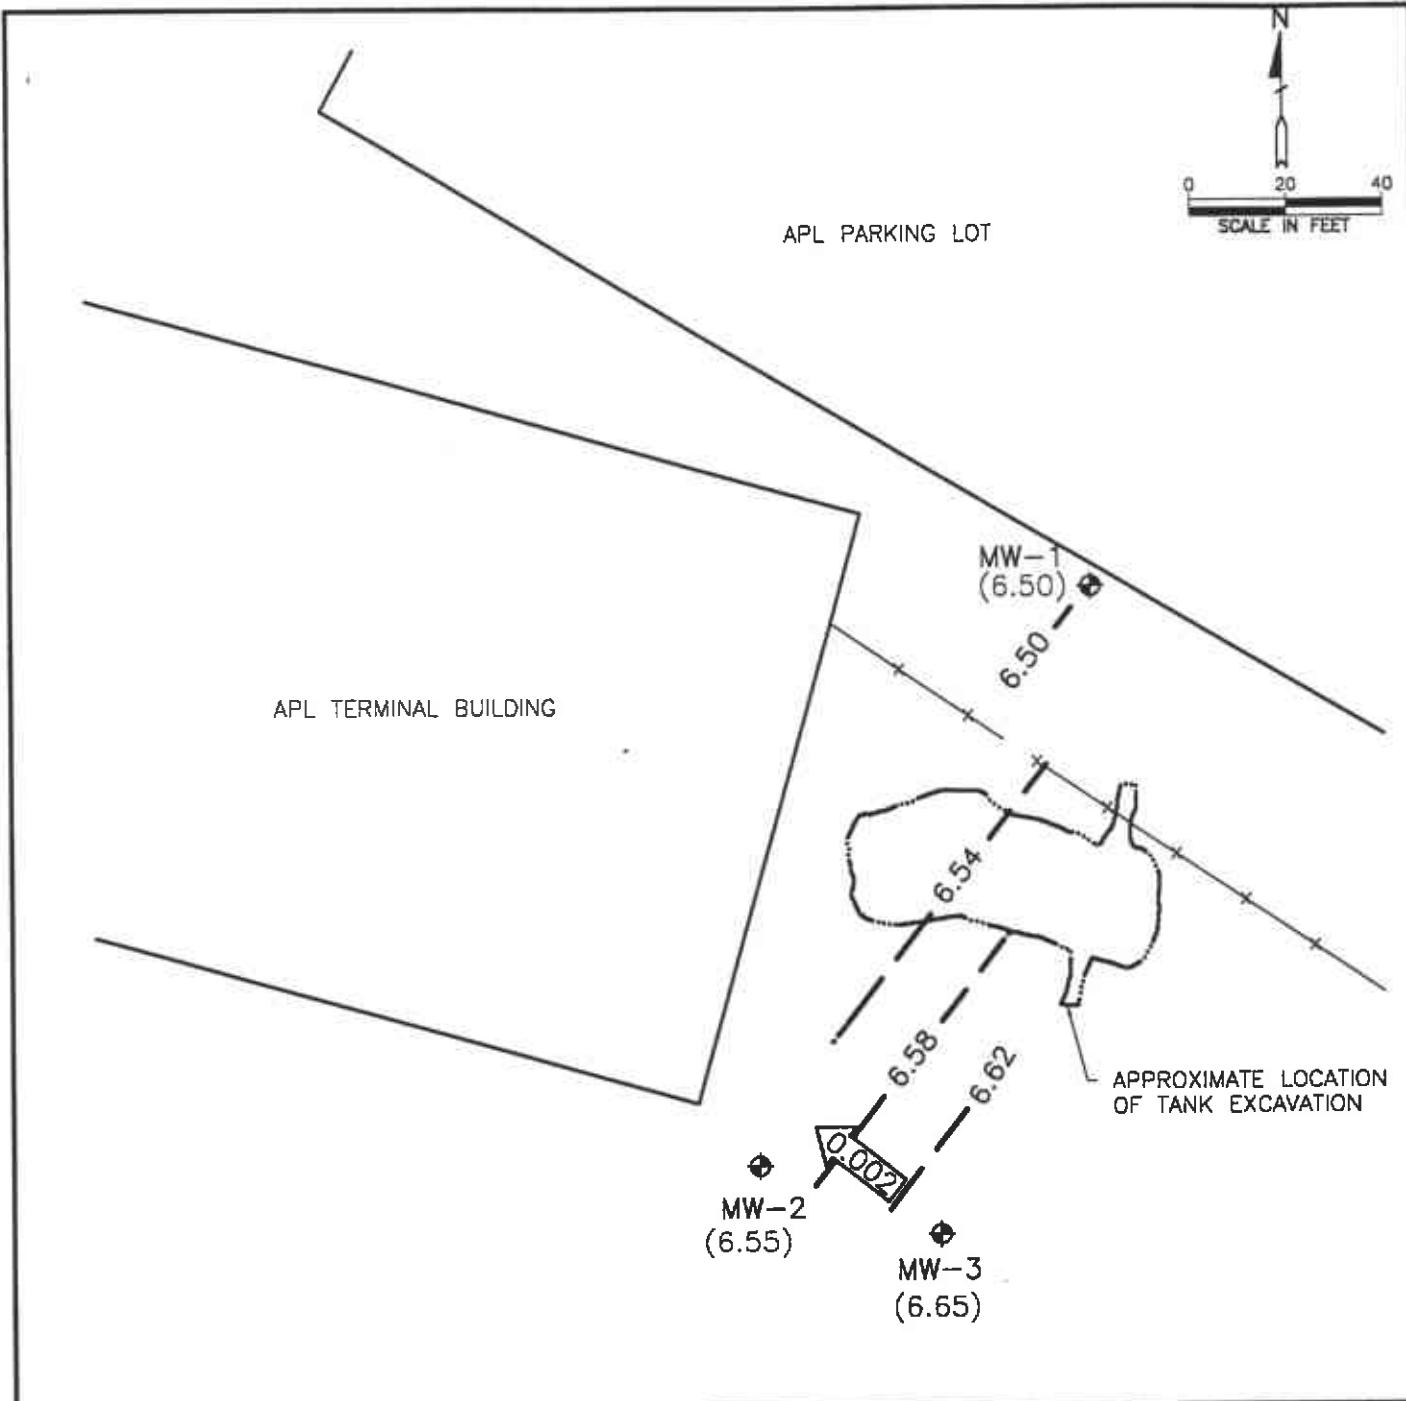 N
0 20 40
SCALE IN FEET
APL PARKING LOT
MW-1
(6.50)
6.50
APL TERMINAL BUILDING
6.54
6.58
6.62
APPROXIMATE LOCATION
OF TANK EXCAVATION
0.002
MW-2
(6.55)
MW-3
(6.65)